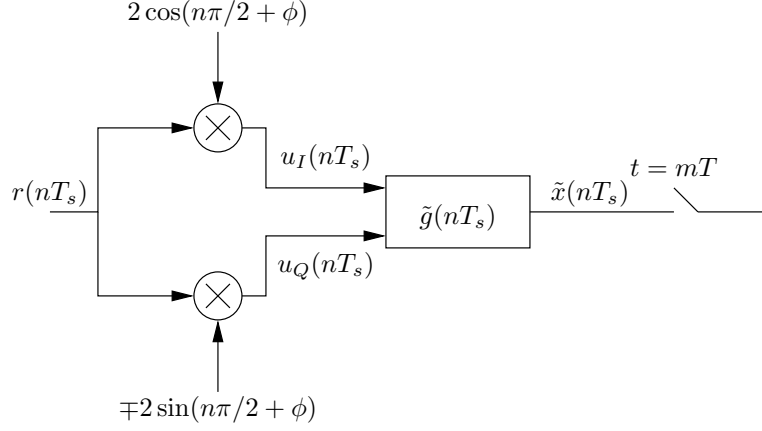 2 cos(nπ/2 + ϕ)
r(nT_s)
u_I(nT_s)
g̃(nT_s)
x̃(nT_s)
t = mT
u_Q(nT_s)
∓2 sin(nπ/2 + ϕ)